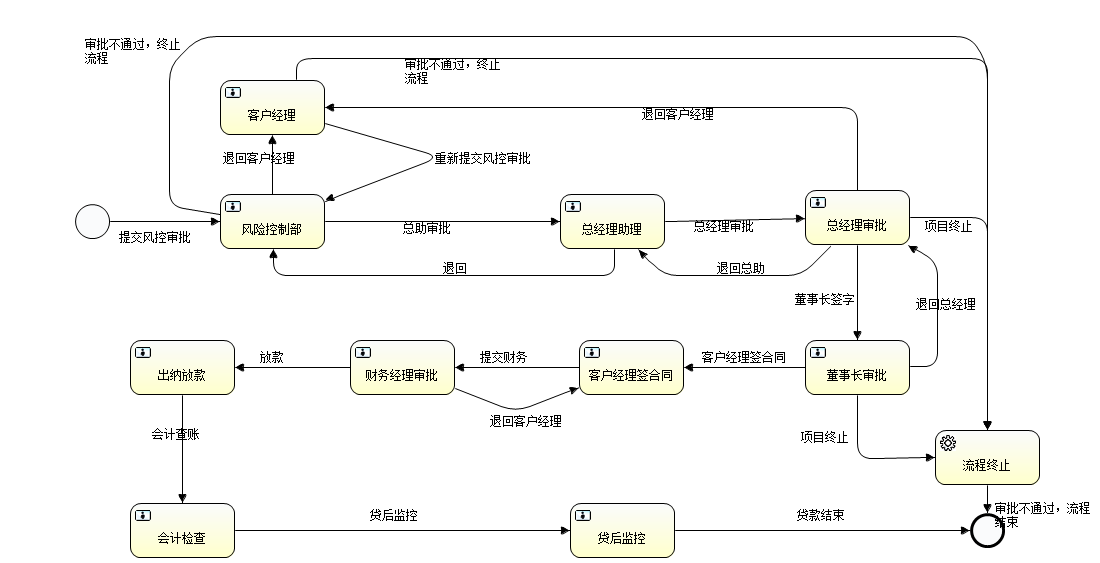 审批不通过，终止
流程
审批不通过，终止
流程
客户经理
退回客户经理
退回客户经理
重新提交风控审批
提交风控审批
风险控制部
总助审批
总经理助理
总经理审批
总经理审批
项目终止
退回
退回总助
董事长签字
退回总经理
出纳放款
放款
财务经理审批
提交财务
客户经理签合同
客户经理签合同
董事长审批
退回客户经理
会计查账
项目终止
流程终止
会计检查
贷后监控
贷后监控
贷款结束
审批不通过，流程
结束